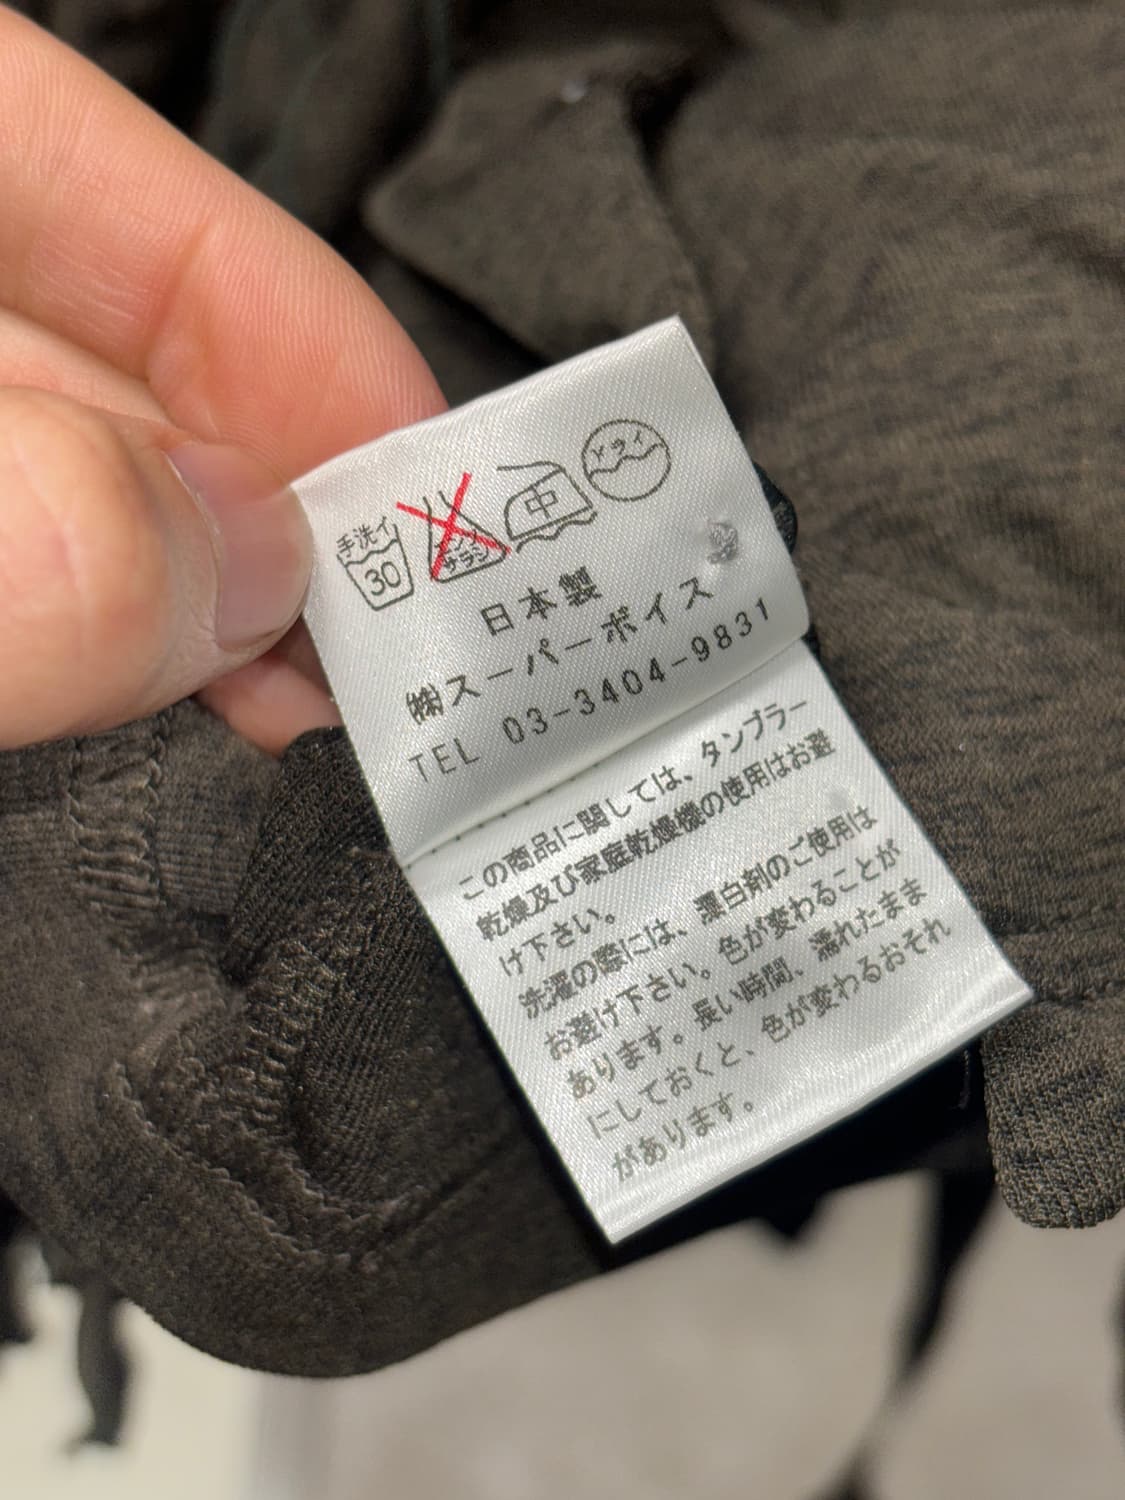 手洗イ
30
エンソ
サラシ
中
ドライ
日本製
㈱スーパーボイス
TEL 03-3404-9831
この商品に関しては、タンブラー
乾燥及び家庭乾燥機の使用はお避
け下さい。
洗濯の際には、漂白剤のご使用は
お避け下さい。色が変わることが
あります。長い時間、濡れたまま
にしておくと、色が変わるおそれ
があります。